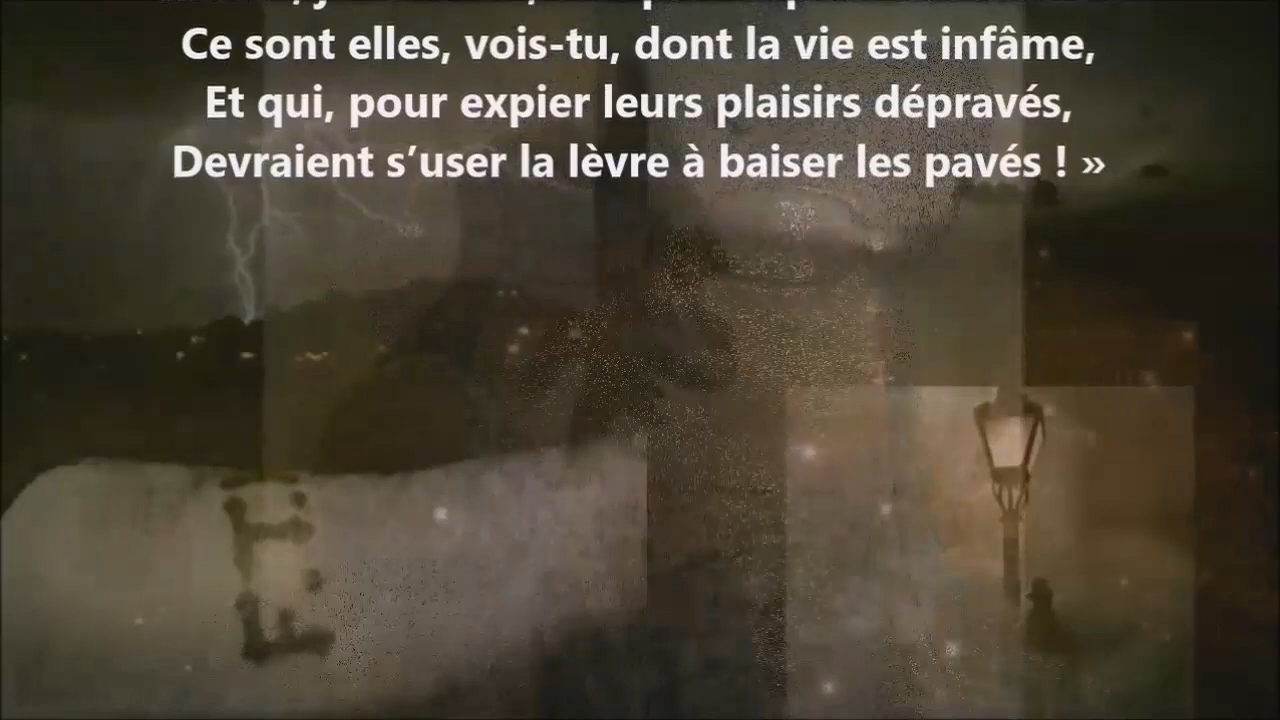 Ce sont elles, vois-tu, dont la vie est infâme,
Et qui, pour expier leurs plaisirs dépravés,
Devraient s’user la lèvre à baiser les pavés ! »